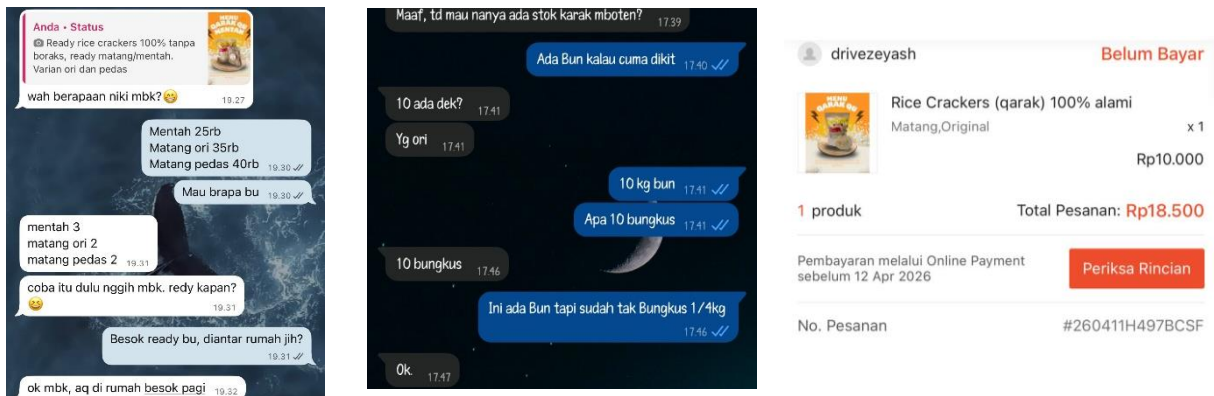 Anda • Status
Ready rice crackers 100% tanpa
boraks, ready matang/mentah.
Varian ori dan pedas
MENU
QARAK QU
MENTAH
wah berapaan niki mbk?😁
19.27
Mentah 25rb
Matang ori 35rb
Matang pedas 40rb
19.30
Mau brapa bu
19.30
mentah 3
matang ori 2
matang pedas 2
19.31
coba itu dulu nggih mbk. redy kapan?
😆
19.31
Besok ready bu, diantar rumah jih?
19.31
ok mbk, aq di rumah besok pagi
19.32
Maaf, td mau nanya ada stok karak mboten?
17.39
Ada Bun kalau cuma dikit
17.40
10 ada dek?
17.41
Yg ori
17.41
10 kg bun
17.41
Apa 10 bungkus
17.41
10 bungkus
17.46
Ini ada Bun tapi sudah tak Bungkus 1/4kg
17.46
Ok.
17.47
drivezeyash
Belum Bayar
MENU
QARAK QU
Rice Crackers (qarak) 100% alami
Matang,Original
x 1
Rp10.000
1 produk
Total Pesanan: Rp18.500
Pembayaran melalui Online Payment
sebelum 12 Apr 2026
Periksa Rincian
No. Pesanan
#260411H497BCSF